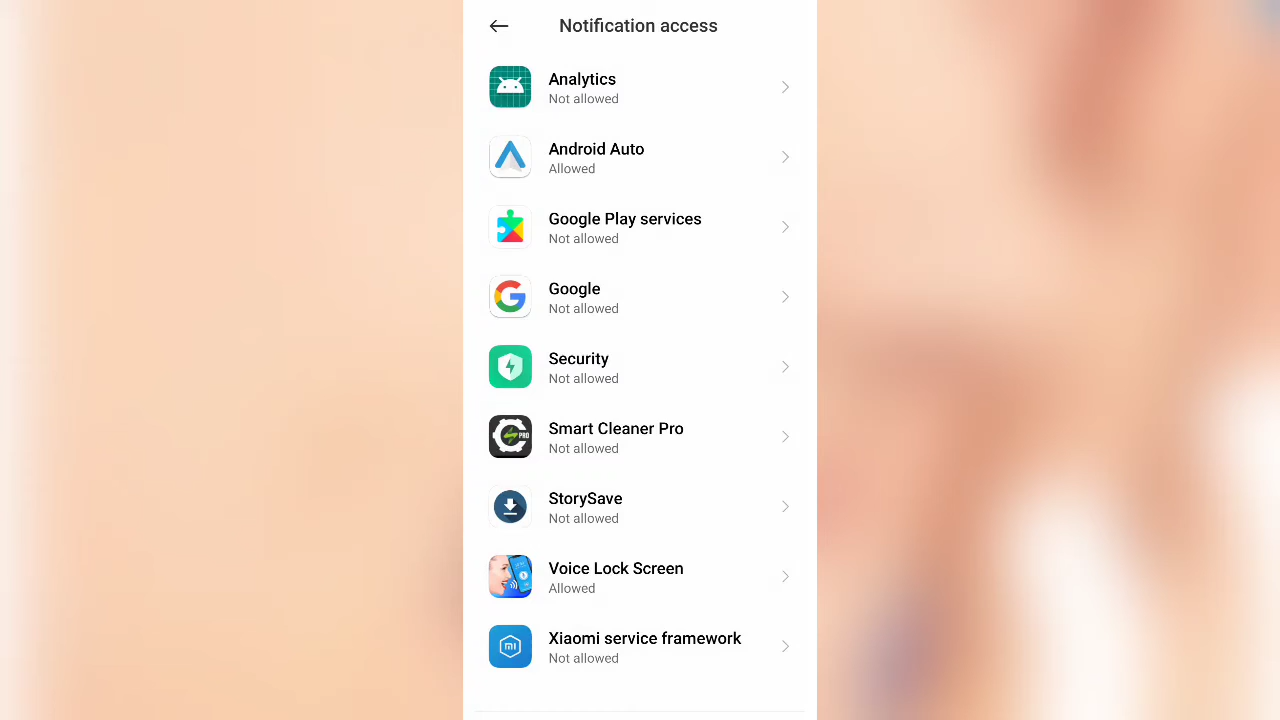 Notification access
Analytics
Not allowed
Android Auto
Allowed
Google Play services
Not allowed
Google
Not allowed
Security
Not allowed
PRO
Smart Cleaner Pro
Not allowed
StorySave
Not allowed
Voice Lock Screen
Allowed
Xiaomi service framework
Not allowed